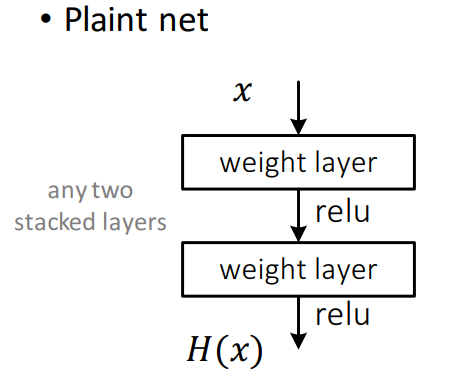 • Plaint net
x
weight layer
any two
stacked layers
relu
weight layer
relu
H(x)